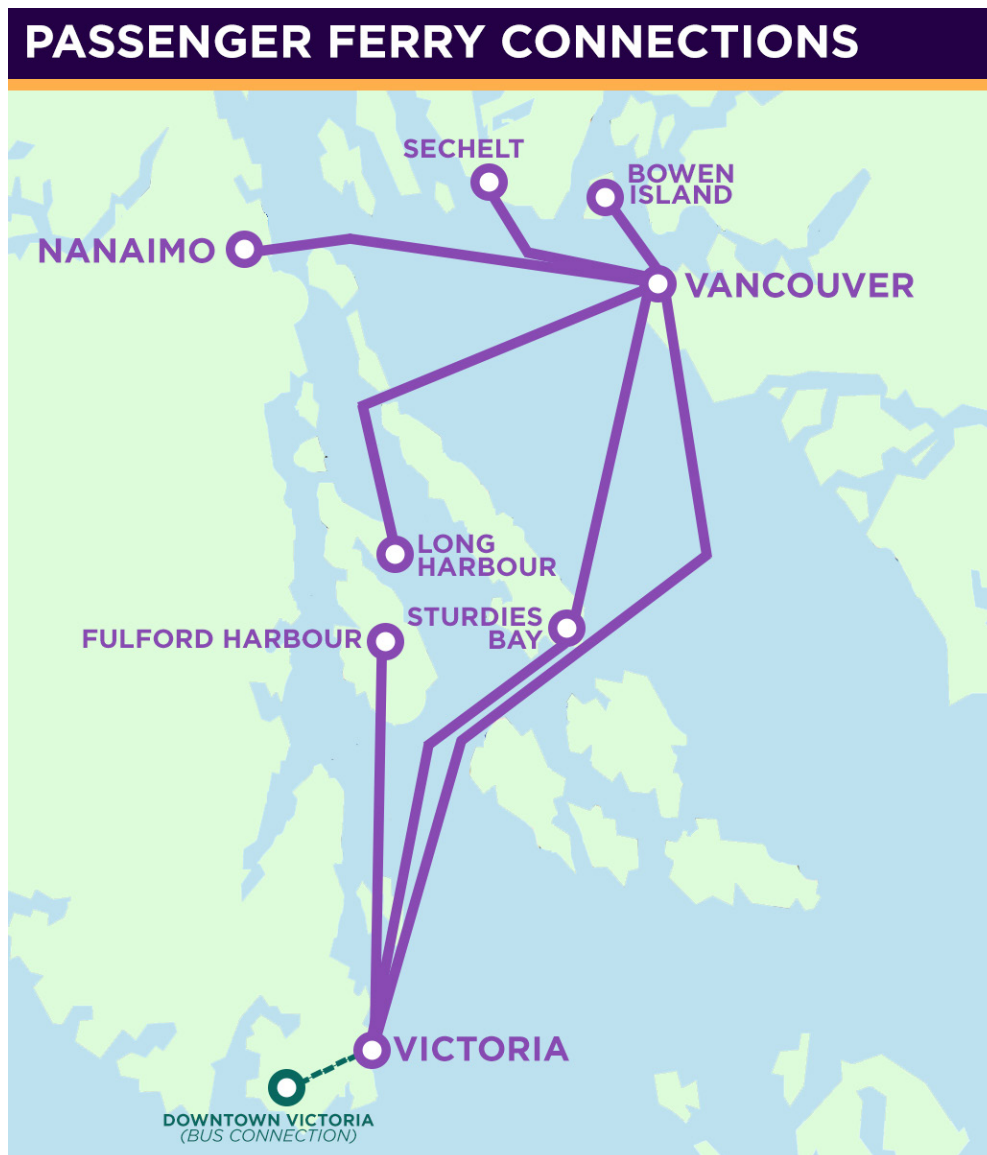 PASSENGER FERRY CONNECTIONS
SECHELT
BOWEN
ISLAND
NANAIMO
VANCOUVER
LONG
HARBOUR
STURDIES
BAY
FULFORD HARBOUR
VICTORIA
DOWNTOWN VICTORIA
(BUS CONNECTION)